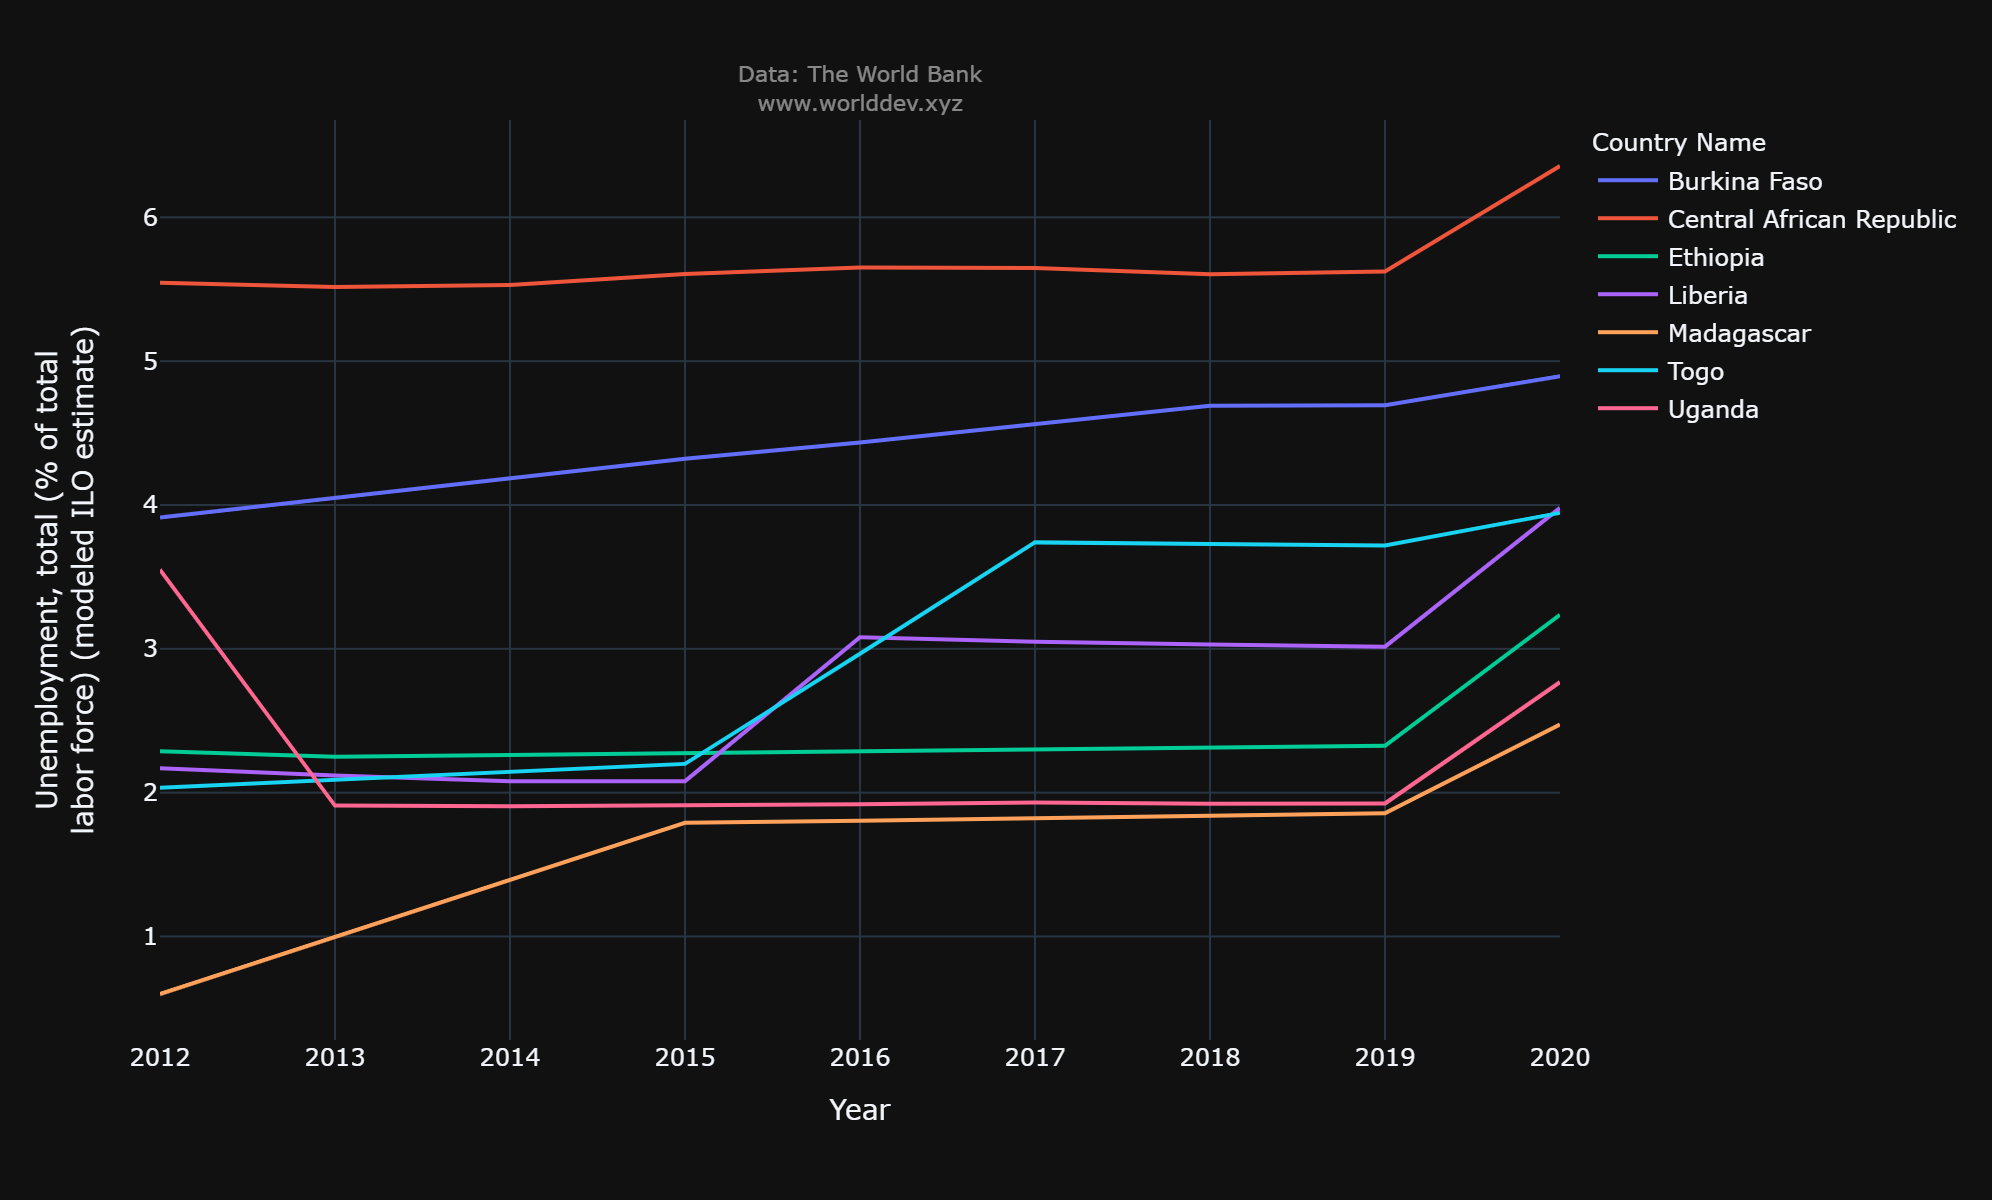 Data: The World Bank
www.worlddev.xyz
Unemployment, total (% of total
labor force) (modeled ILO estimate)
6
5
4
3
2
1
2012 2013 2014 2015 2016 2017 2018 2019 2020
Year
Country Name
Burkina Faso
Central African Republic
Ethiopia
Liberia
Madagascar
Togo
Uganda